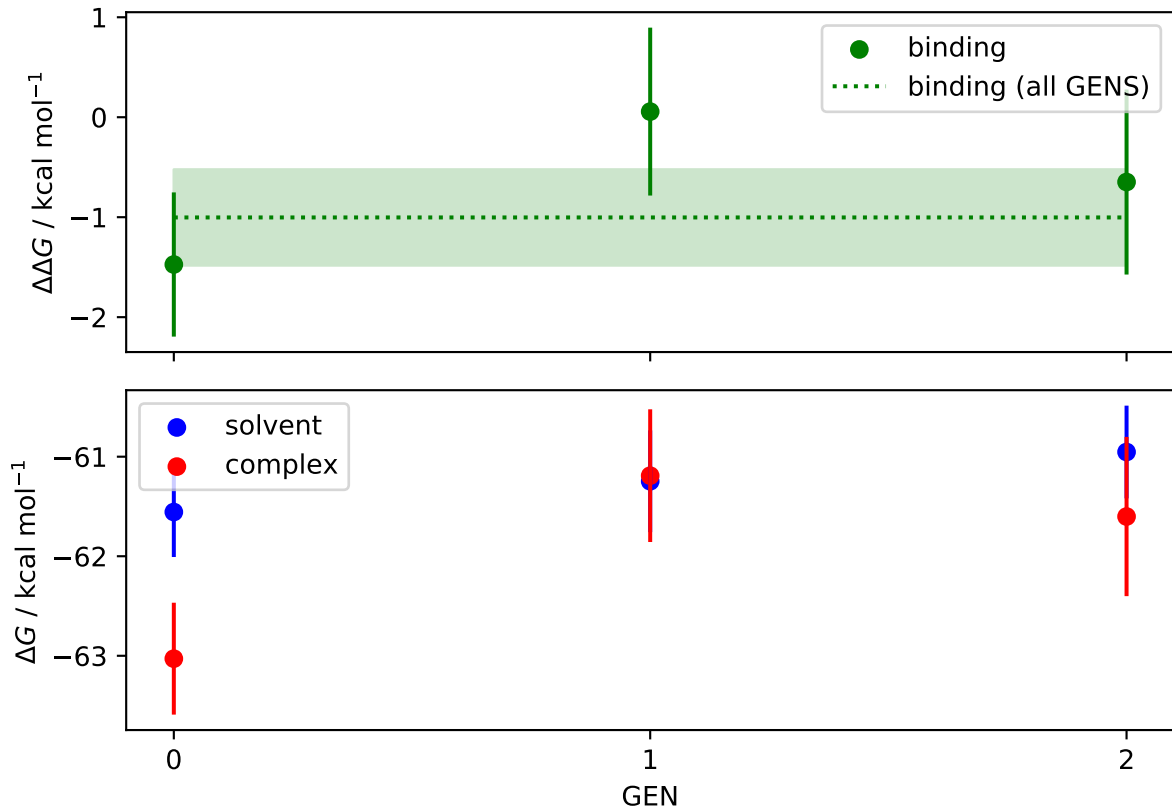 1
0
−1
−2
ΔΔG / kcal mol⁻¹
binding
binding (all GENS)
−61
−62
−63
ΔG / kcal mol⁻¹
solvent
complex
0
1
2
GEN